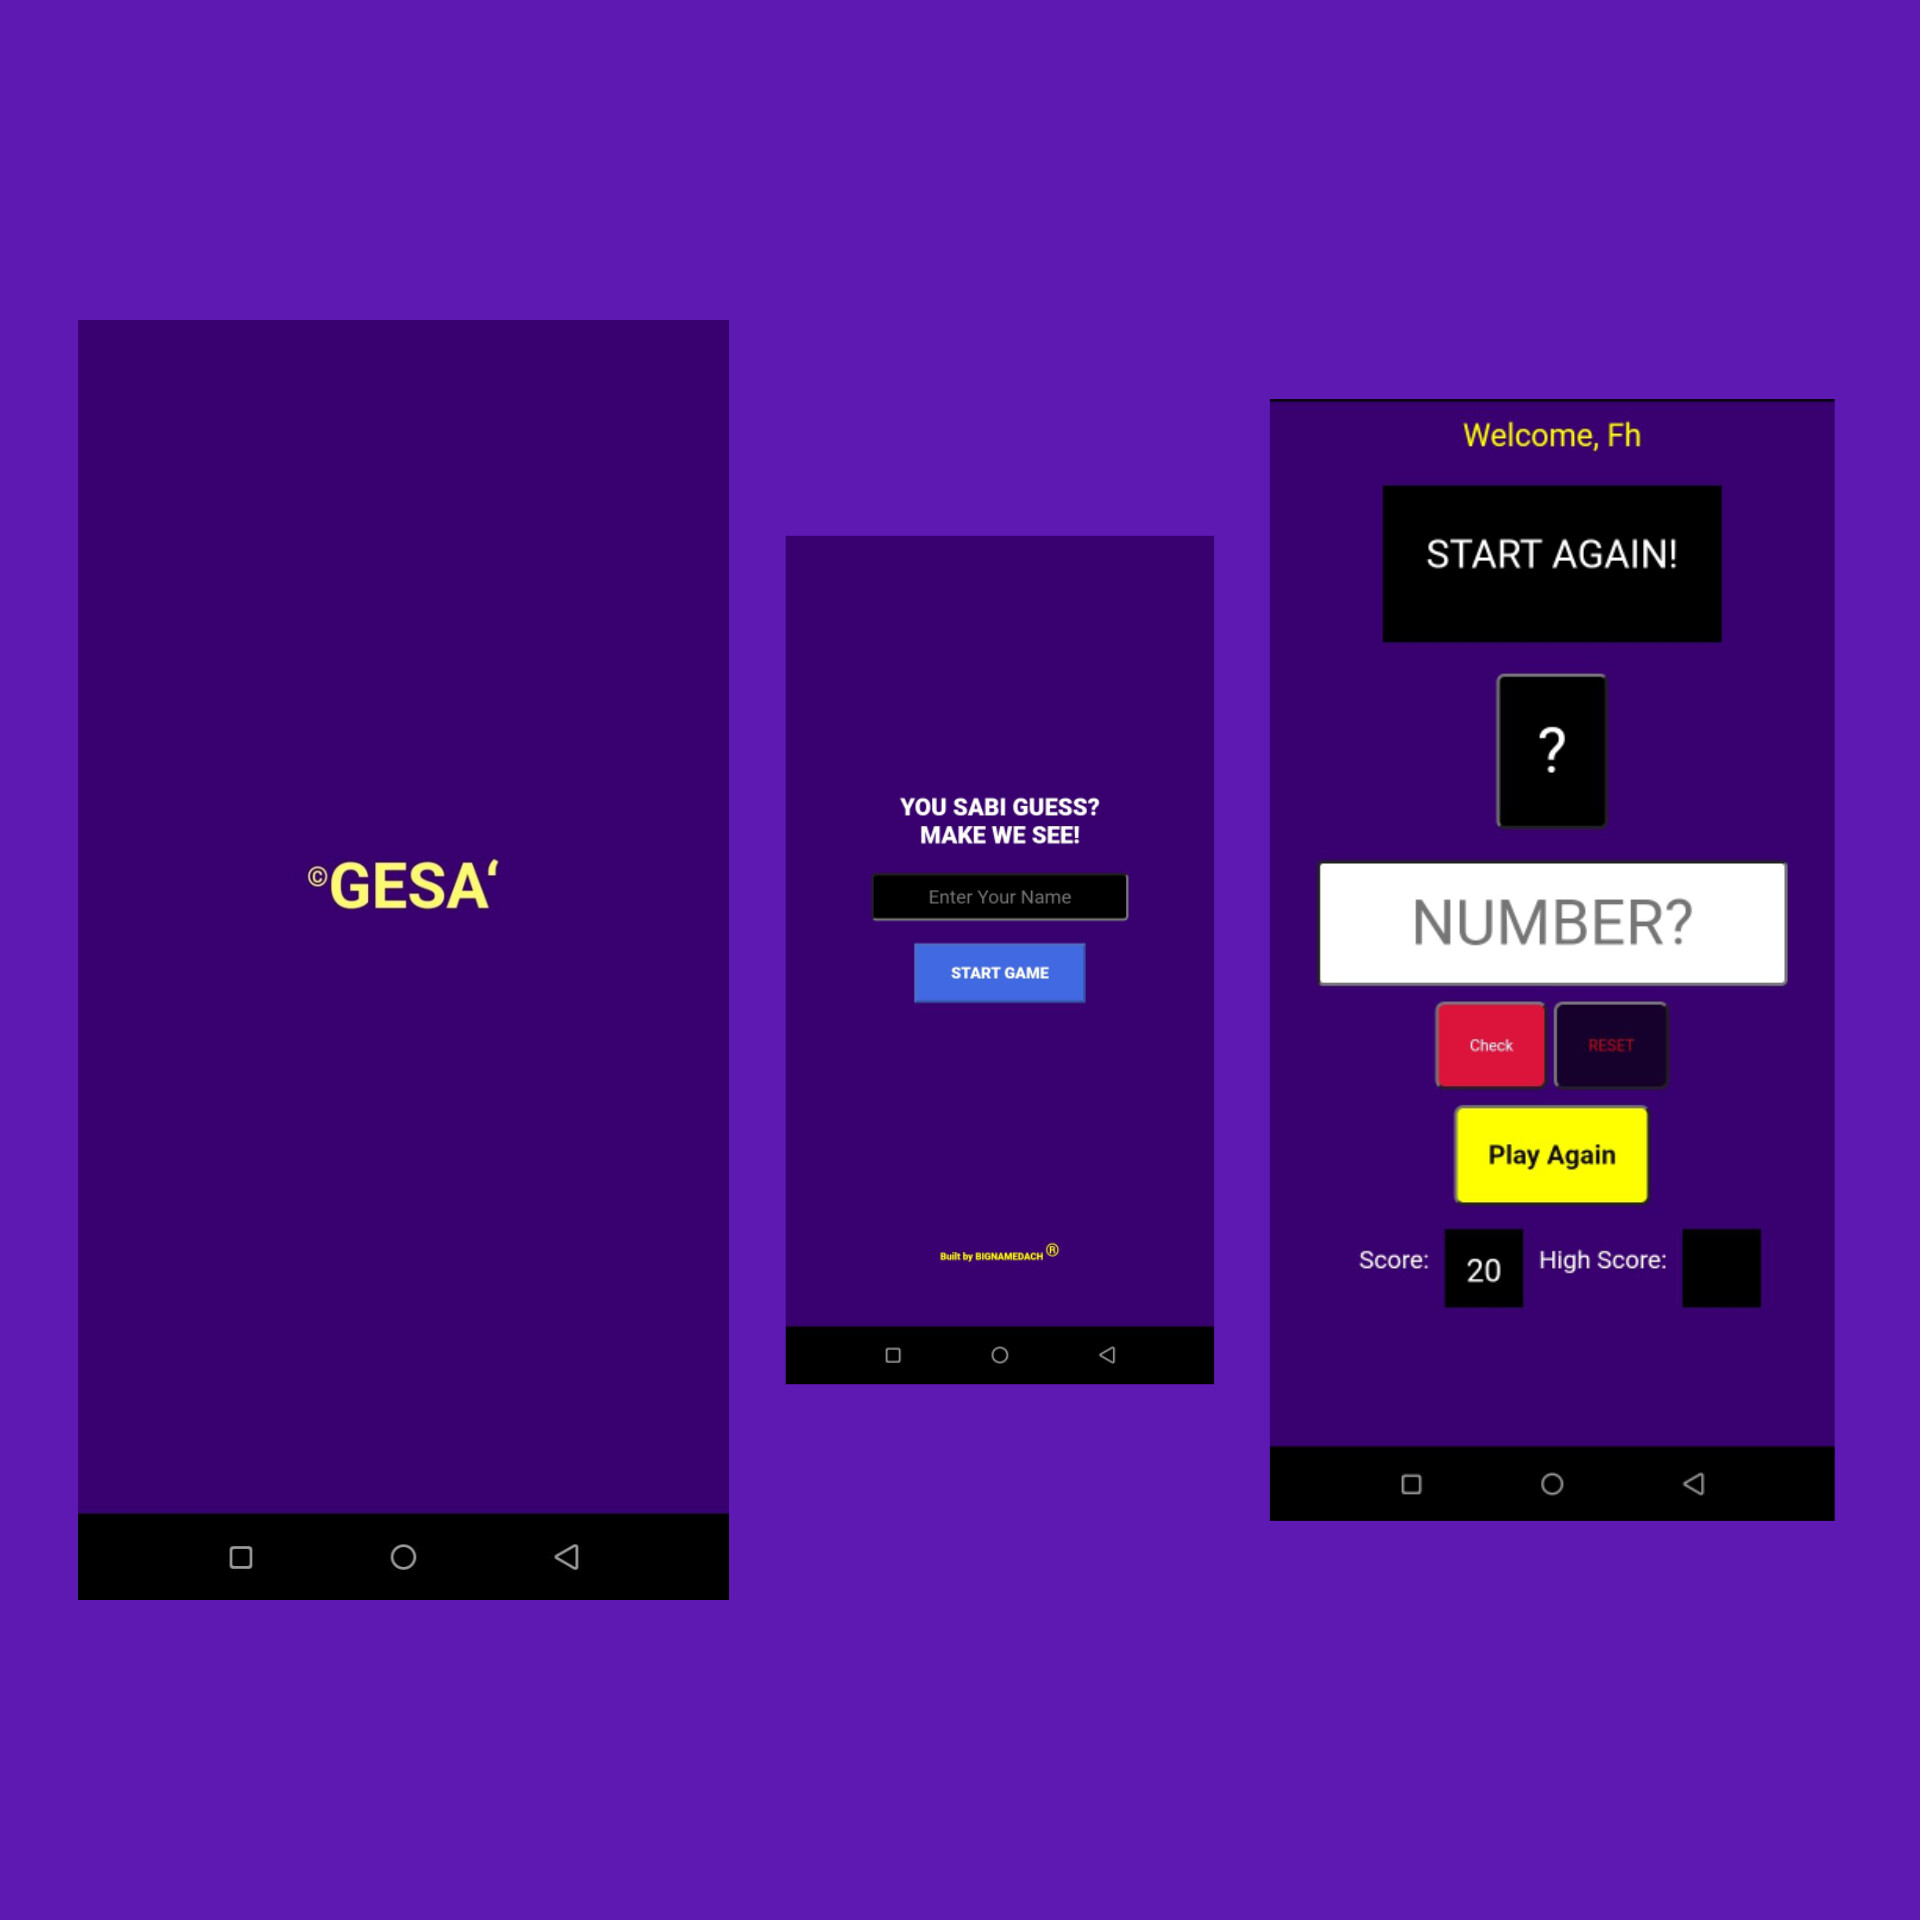 ©GESA‘
YOU SABI GUESS?
MAKE WE SEE!
Enter Your Name
START GAME
Built by BIGNAMEDACH ®
Welcome, Fh
START AGAIN!
?
NUMBER?
Check RESET
Play Again
Score: 20 High Score: